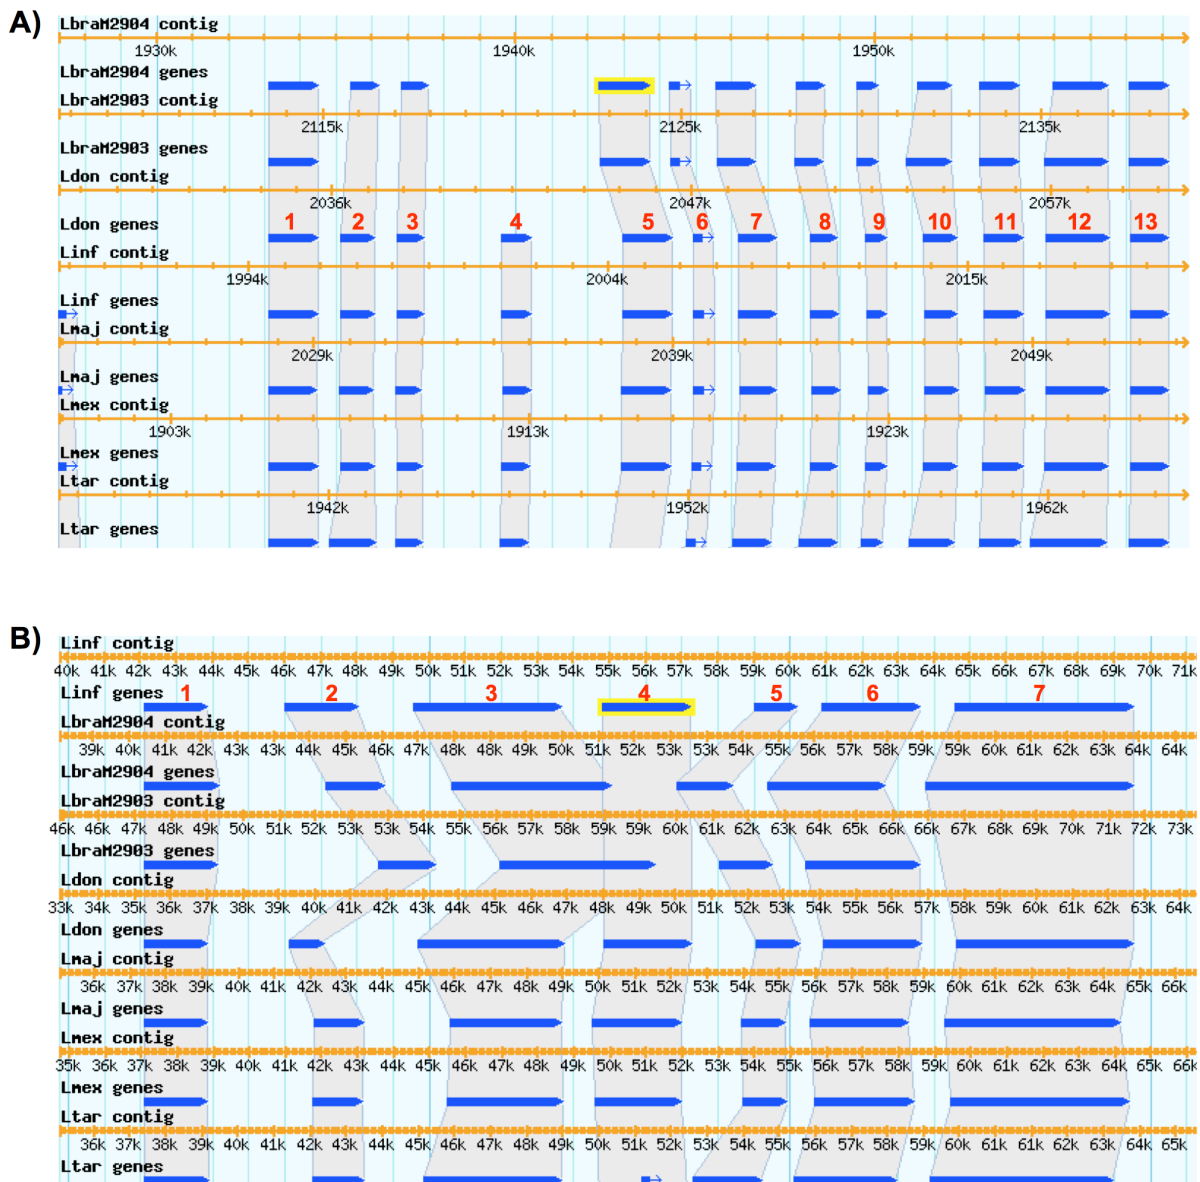 A)
LbraM2904 contig
1930k 1940k 1950k
LbraM2904 genes
LbraM2903 contig
2115k 2125k 2135k
LbraM2903 genes
Ldon contig
2036k 2047k 2057k
Ldon genes 1 2 3 4 5 6 7 8 9 10 11 12 13
Linf contig
1994k 2004k 2015k
Linf genes
Lmaj contig
2029k 2039k 2049k
Lmaj genes
Lmex contig
1903k 1913k 1923k
Lmex genes
Ltar contig
1942k 1952k 1962k
Ltar genes
B)
Linf contig
40k 41k 42k 43k 44k 45k 46k 47k 48k 49k 50k 51k 52k 53k 54k 55k 56k 57k 58k 59k 60k 61k 62k 63k 64k 65k 66k 67k 68k 69k 70k 71k
Linf genes 1 2 3 4 5 6 7
LbraM2904 contig
39k 40k 41k 42k 43k 43k 44k 45k 46k 47k 48k 49k 50k 51k 52k 53k 53k 54k 55k 56k 57k 58k 59k 59k 60k 61k 62k 63k 64k 64k
LbraM2904 genes
LbraM2903 contig
46k 46k 47k 48k 49k 50k 51k 52k 53k 54k 55k 56k 57k 58k 59k 59k 60k 61k 62k 63k 64k 65k 66k 66k 67k 68k 69k 70k 71k 72k 73k
LbraM2903 genes
Ldon contig
33k 34k 35k 36k 37k 38k 39k 40k 41k 42k 43k 44k 45k 46k 47k 48k 49k 50k 51k 52k 53k 54k 55k 56k 57k 58k 59k 60k 61k 62k 63k 64k
Ldon genes
Lmaj contig
36k 37k 38k 39k 40k 41k 42k 43k 44k 45k 46k 47k 48k 49k 50k 51k 52k 53k 54k 55k 56k 57k 58k 59k 60k 61k 62k 63k 64k 65k 66k
Lmaj genes
Lmex contig
35k 36k 37k 38k 39k 40k 41k 42k 43k 44k 45k 46k 47k 48k 49k 50k 51k 52k 53k 54k 55k 56k 57k 58k 59k 60k 61k 62k 63k 64k 65k 66k
Lmex genes
Ltar contig
36k 37k 38k 39k 40k 41k 42k 43k 44k 45k 46k 47k 48k 49k 50k 51k 52k 53k 54k 55k 56k 57k 58k 59k 60k 61k 62k 63k 64k 65k
Ltar genes